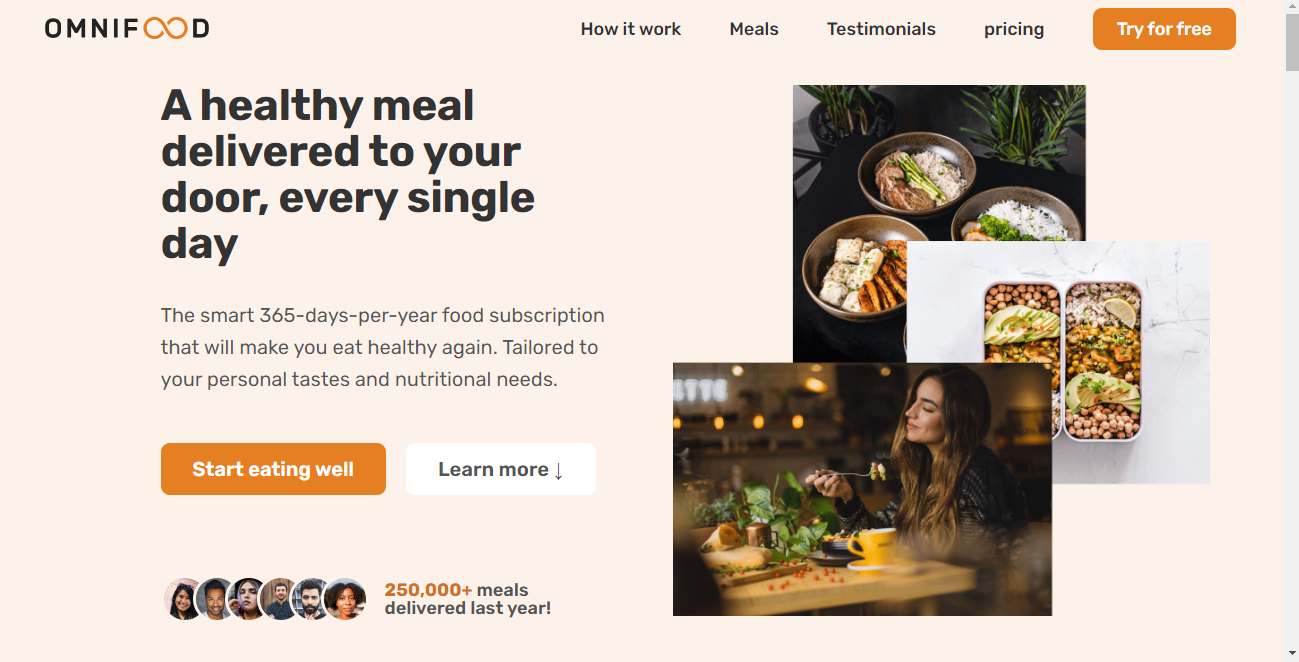 OMNIFOOD
How it work
Meals
Testimonials
pricing
Try for free
A healthy meal
delivered to your
door, every single
day
The smart 365-days-per-year food subscription
that will make you eat healthy again. Tailored to
your personal tastes and nutritional needs.
Start eating well
Learn more ↓
250,000+ meals
delivered last year!